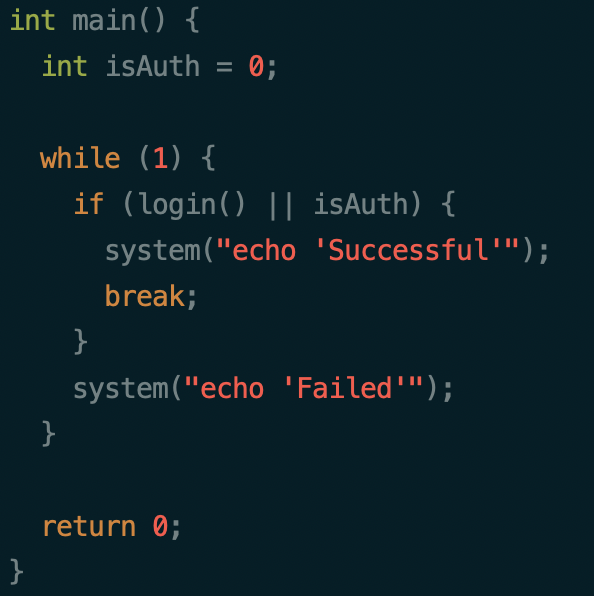 int main() {
  int isAuth = 0;

  while (1) {
    if (login() || isAuth) {
      system("echo 'Successful'");
      break;
    }
    system("echo 'Failed'");
  }

  return 0;
}